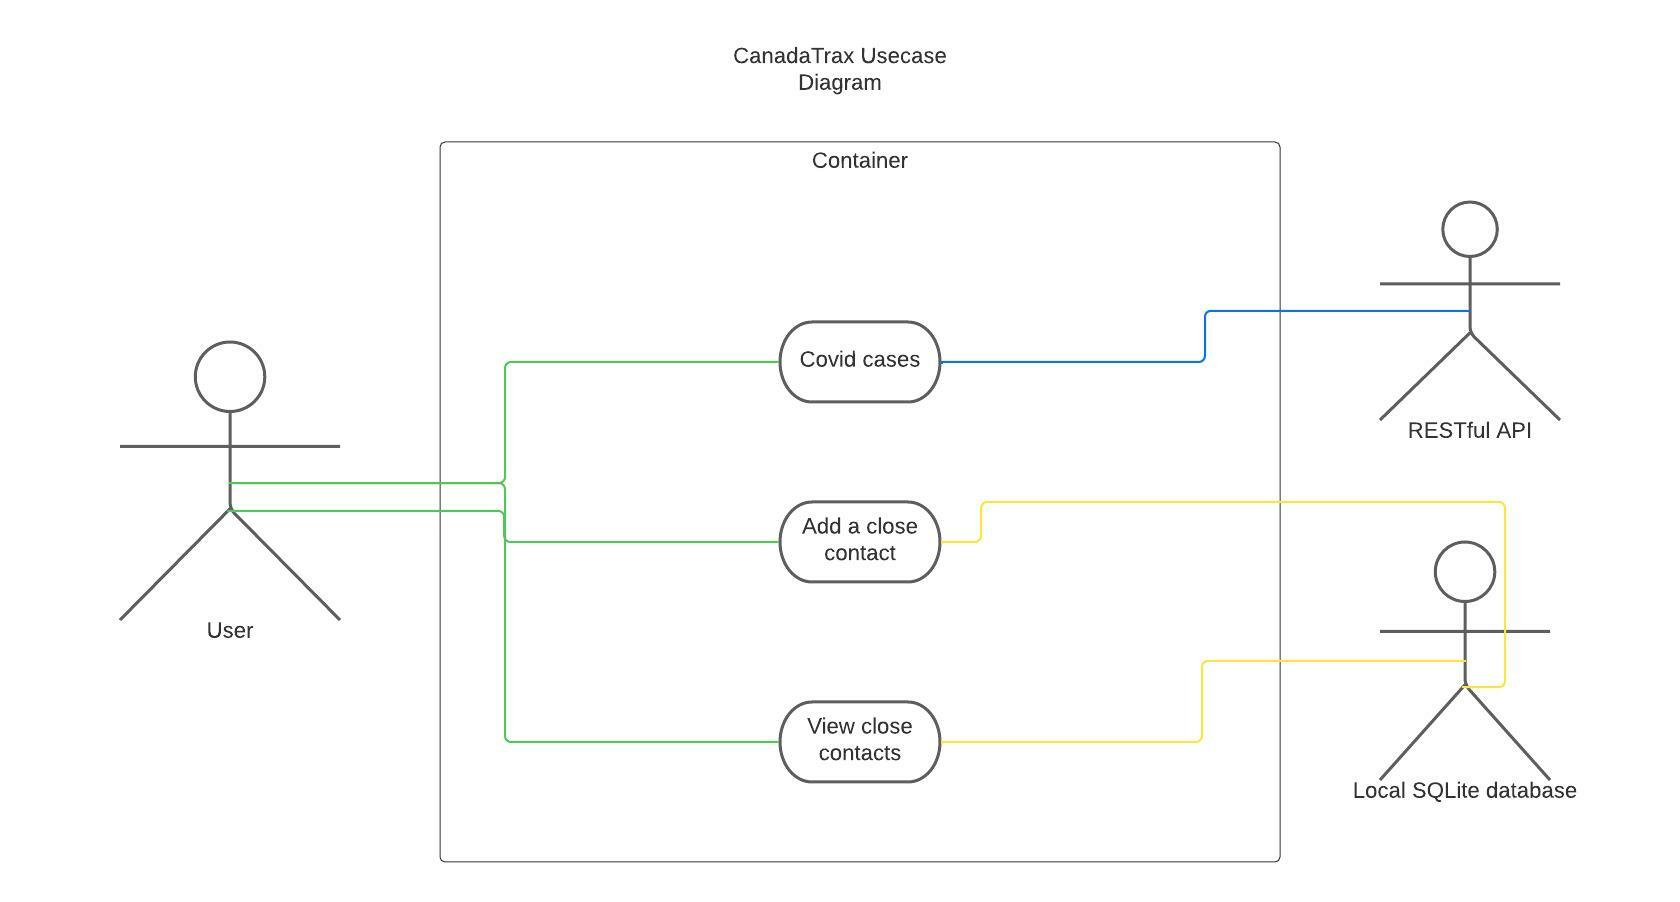 CanadaTrax Usecase
Diagram
Container
Covid cases
RESTful API
Add a close
contact
User
View close
contacts
Local SQLite database